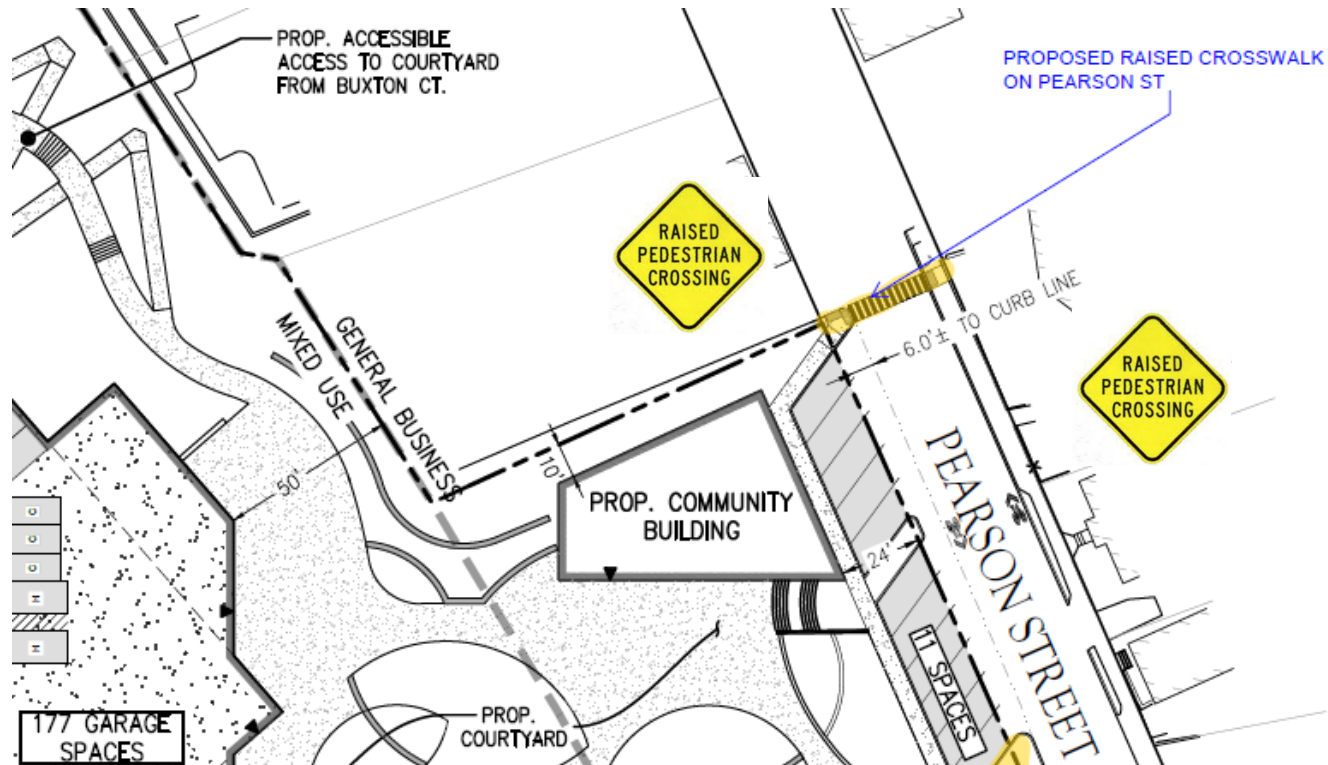 PROP. ACCESSIBLE
ACCESS TO COURTYARD
FROM BUXTON CT.
PROPOSED RAISED CROSSWALK
ON PEARSON ST
RAISED
PEDESTRIAN
CROSSING
6.0'± TO CURB LINE
RAISED
PEDESTRIAN
CROSSING
GENERAL BUSINESS
MIXED USE
50'
10'
PROP. COMMUNITY
BUILDING
24'
PEARSON STREET
11 SPACES
C
C
C
H
H
177 GARAGE
SPACES
PROP.
COURTYARD